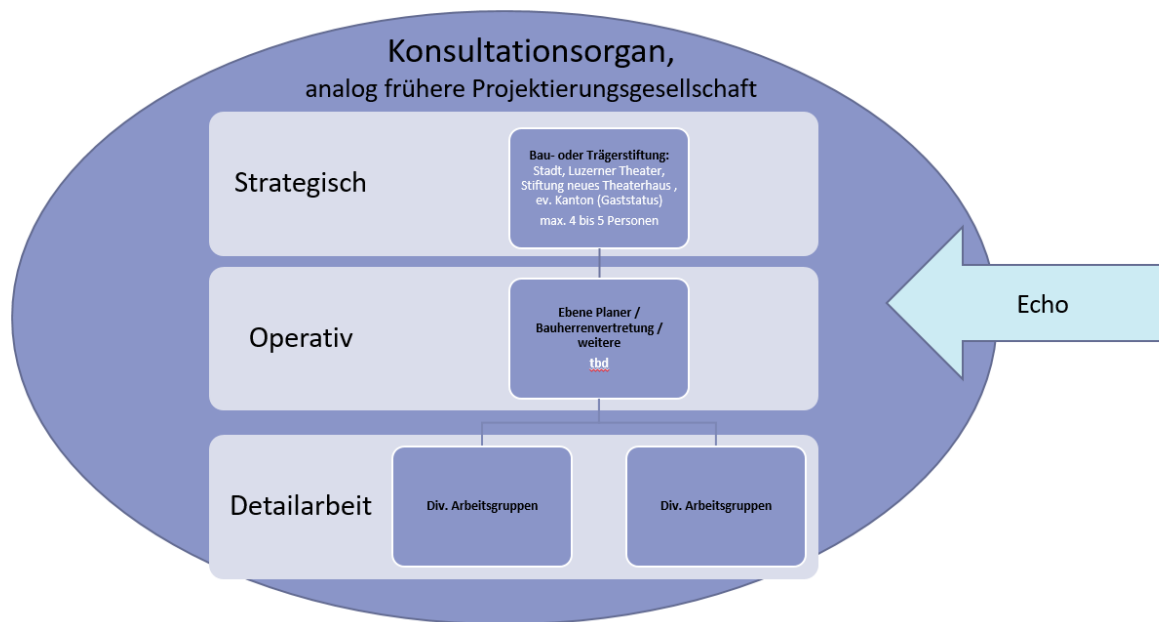 Konsultationsorgan,
analog frühere Projektierungsgesellschaft
Strategisch
Bau- oder Trägerstiftung:
Stadt, Luzerner Theater,
Stiftung neues Theaterhaus ,
ev. Kanton (Gaststatus)
max. 4 bis 5 Personen
Operativ
Ebene Planer /
Bauherrenvertretung /
weitere
tbd
Echo
Detailarbeit
Div. Arbeitsgruppen
Div. Arbeitsgruppen